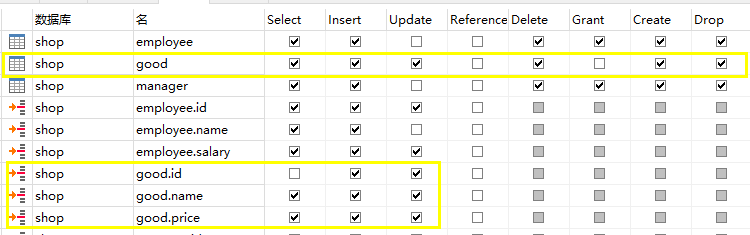 数据库 名 Select Insert Update Reference Delete Grant Create Drop
shop employee
shop good
shop manager
shop employee.id
shop employee.name
shop employee.salary
shop good.id
shop good.name
shop good.price